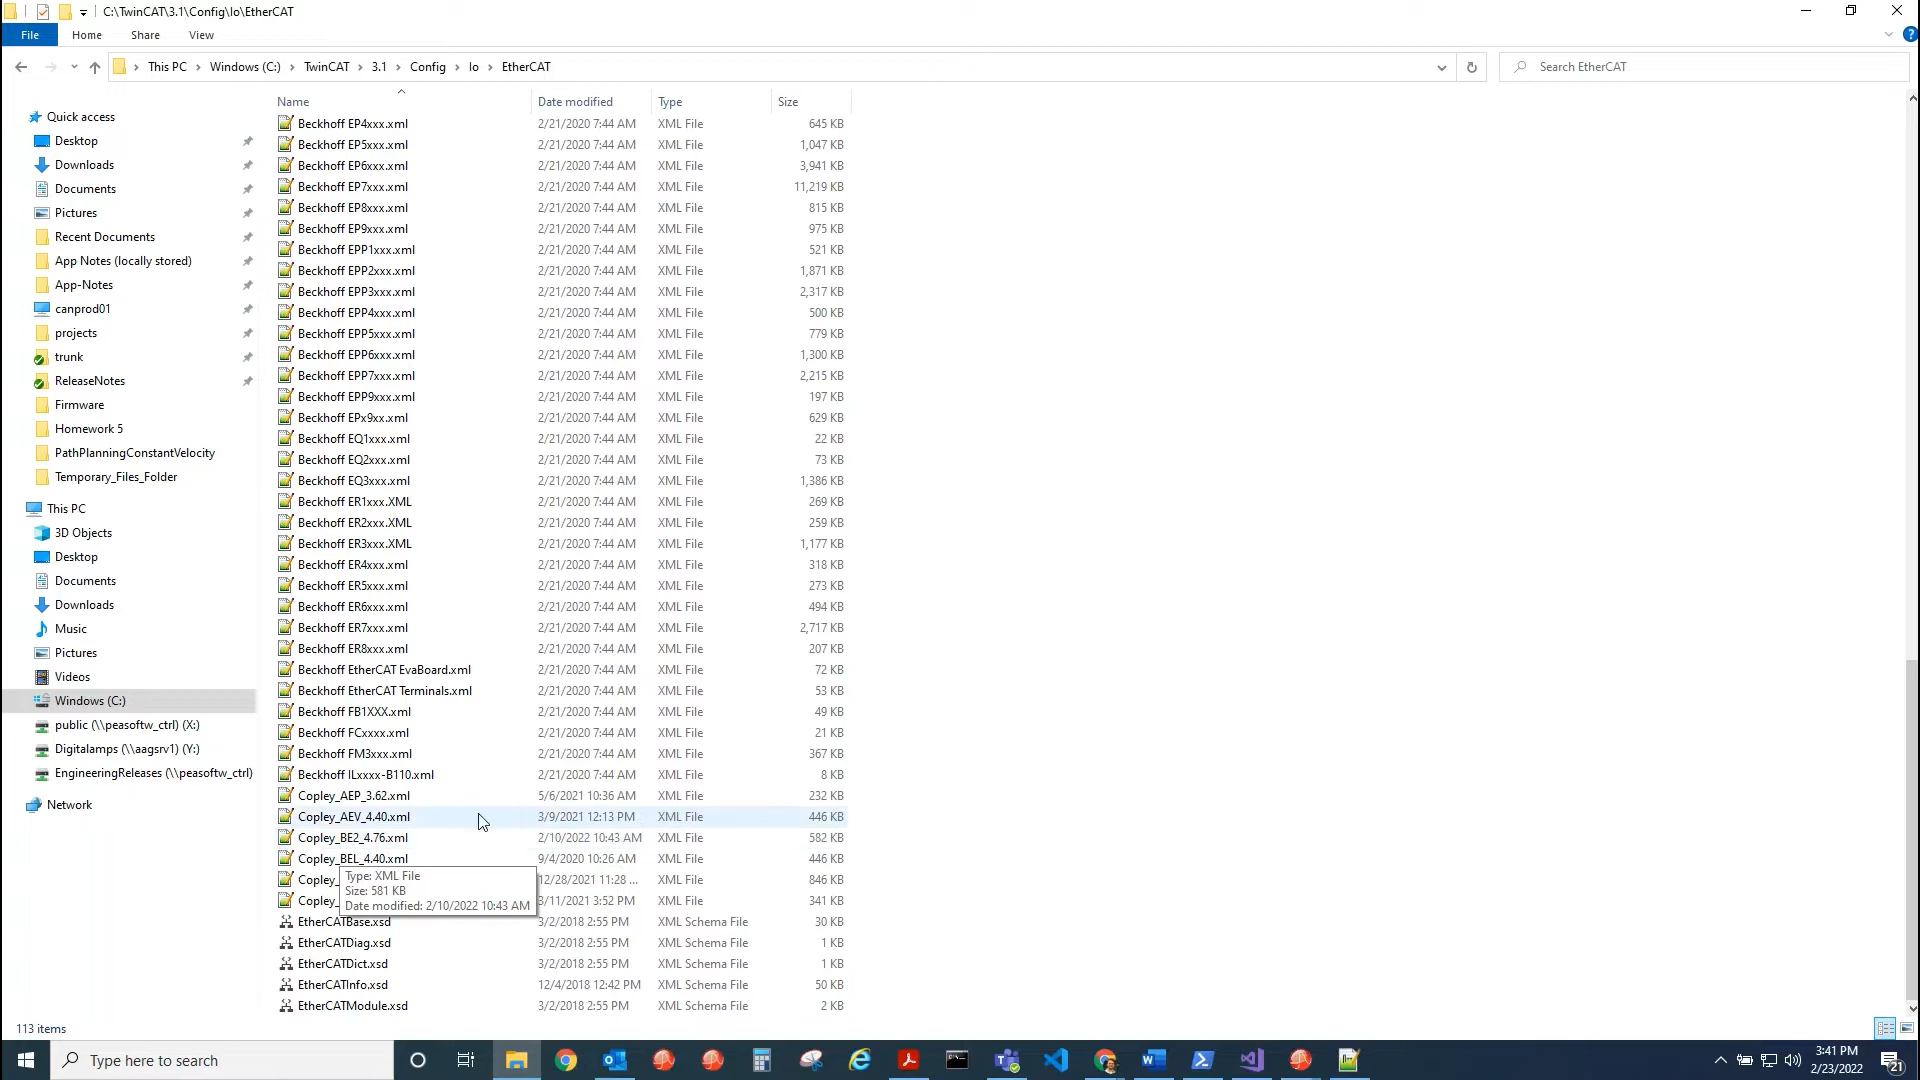 C:\TwinCAT\3.1\Config\Io\EtherCAT
File Home Share View
This PC > Windows (C:) > TwinCAT > 3.1 > Config > Io > EtherCAT
Search EtherCAT
Name Date modified Type Size
Quick access
Desktop
Downloads
Documents
Pictures
Recent Documents
App Notes (locally stored)
App-Notes
canprod01
projects
trunk
ReleaseNotes
Firmware
Homework 5
PathPlanningConstantVelocity
Temporary_Files_Folder
This PC
3D Objects
Desktop
Documents
Downloads
Music
Pictures
Videos
Windows (C:)
public (\\peasoftw_ctrl) (X:)
Digitalamps (\\aagsrv1) (Y:)
EngineeringReleases (\\peasoftw_ctrl)
Network
Beckhoff EP4xxx.xml 2/21/2020 7:44 AM XML File 645 KB
Beckhoff EP5xxx.xml 2/21/2020 7:44 AM XML File 1,047 KB
Beckhoff EP6xxx.xml 2/21/2020 7:44 AM XML File 3,941 KB
Beckhoff EP7xxx.xml 2/21/2020 7:44 AM XML File 11,219 KB
Beckhoff EP8xxx.xml 2/21/2020 7:44 AM XML File 815 KB
Beckhoff EP9xxx.xml 2/21/2020 7:44 AM XML File 975 KB
Beckhoff EPP1xxx.xml 2/21/2020 7:44 AM XML File 521 KB
Beckhoff EPP2xxx.xml 2/21/2020 7:44 AM XML File 1,871 KB
Beckhoff EPP3xxx.xml 2/21/2020 7:44 AM XML File 2,317 KB
Beckhoff EPP4xxx.xml 2/21/2020 7:44 AM XML File 500 KB
Beckhoff EPP5xxx.xml 2/21/2020 7:44 AM XML File 779 KB
Beckhoff EPP6xxx.xml 2/21/2020 7:44 AM XML File 1,300 KB
Beckhoff EPP7xxx.xml 2/21/2020 7:44 AM XML File 2,215 KB
Beckhoff EPP9xxx.xml 2/21/2020 7:44 AM XML File 197 KB
Beckhoff EPx9xx.xml 2/21/2020 7:44 AM XML File 629 KB
Beckhoff EQ1xxx.xml 2/21/2020 7:44 AM XML File 22 KB
Beckhoff EQ2xxx.xml 2/21/2020 7:44 AM XML File 73 KB
Beckhoff EQ3xxx.xml 2/21/2020 7:44 AM XML File 1,386 KB
Beckhoff ER1xxx.XML 2/21/2020 7:44 AM XML File 269 KB
Beckhoff ER2xxx.XML 2/21/2020 7:44 AM XML File 259 KB
Beckhoff ER3xxx.XML 2/21/2020 7:44 AM XML File 1,177 KB
Beckhoff ER4xxx.xml 2/21/2020 7:44 AM XML File 318 KB
Beckhoff ER5xxx.xml 2/21/2020 7:44 AM XML File 273 KB
Beckhoff ER6xxx.xml 2/21/2020 7:44 AM XML File 494 KB
Beckhoff ER7xxx.xml 2/21/2020 7:44 AM XML File 2,717 KB
Beckhoff ER8xxx.xml 2/21/2020 7:44 AM XML File 207 KB
Beckhoff EtherCAT EvaBoard.xml 2/21/2020 7:44 AM XML File 72 KB
Beckhoff EtherCAT Terminals.xml 2/21/2020 7:44 AM XML File 53 KB
Beckhoff FB1XXX.xml 2/21/2020 7:44 AM XML File 49 KB
Beckhoff FCxxxx.xml 2/21/2020 7:44 AM XML File 21 KB
Beckhoff FM3xxx.xml 2/21/2020 7:44 AM XML File 367 KB
Beckhoff ILxxxx-B110.xml 2/21/2020 7:44 AM XML File 8 KB
Copley_AEP_3.62.xml 5/6/2021 10:36 AM XML File 232 KB
Copley_AEV_4.40.xml 3/9/2021 12:13 PM XML File 446 KB
Copley_BE2_4.76.xml 2/10/2022 10:43 AM XML File 582 KB
Copley_BEL_4.40.xml 9/4/2020 10:26 AM XML File 446 KB
Copley_ 12/28/2021 11:28 ... XML File 846 KB
Copley_ /11/2021 3:52 PM XML File 341 KB
Type: XML File
Size: 581 KB
Date modified: 2/10/2022 10:43 AM
EtherCATBase.xsd 3/2/2018 2:55 PM XML Schema File 30 KB
EtherCATDiag.xsd 3/2/2018 2:55 PM XML Schema File 1 KB
EtherCATDict.xsd 3/2/2018 2:55 PM XML Schema File 1 KB
EtherCATInfo.xsd 12/4/2018 12:42 PM XML Schema File 50 KB
EtherCATModule.xsd 3/2/2018 2:55 PM XML Schema File 2 KB
113 items
Type here to search
3:41 PM
2/23/2022
21